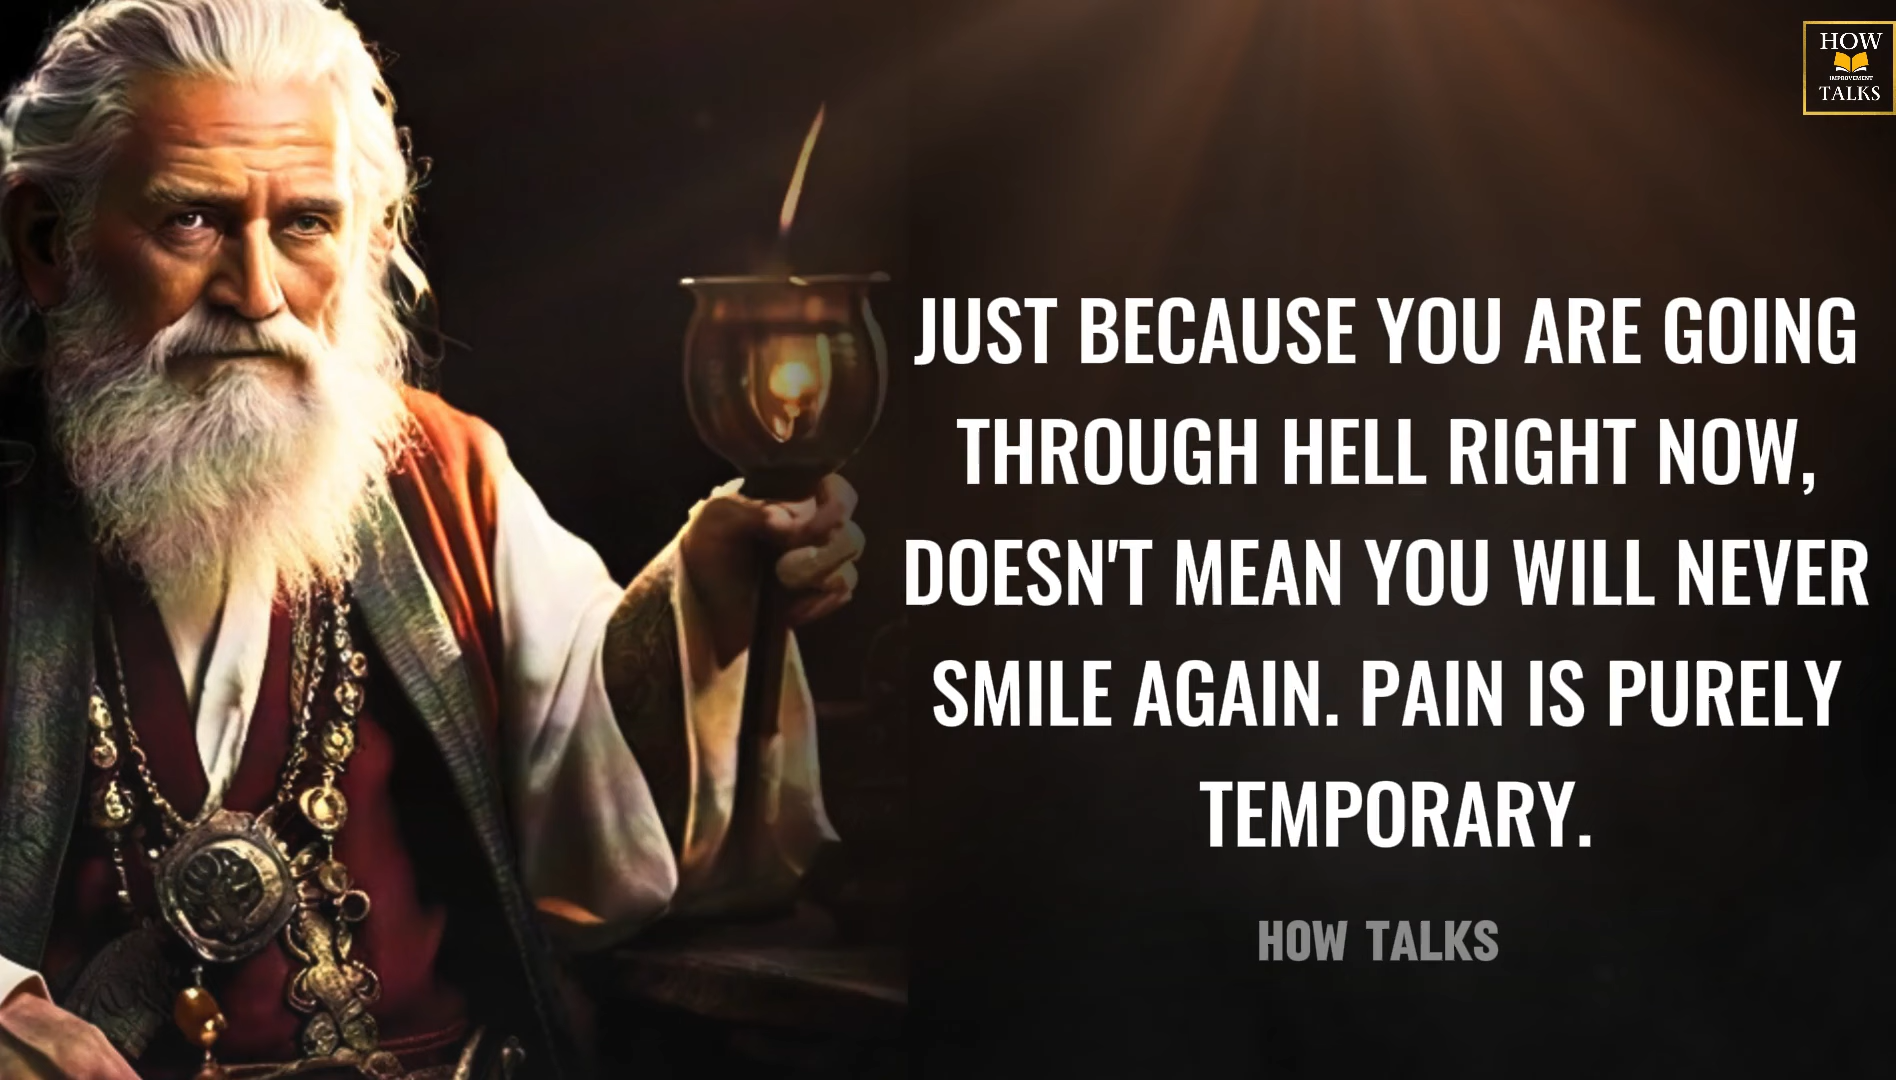 HOW
IMPROVEMENT
TALKS
JUST BECAUSE YOU ARE GOING
THROUGH HELL RIGHT NOW,
DOESN'T MEAN YOU WILL NEVER
SMILE AGAIN. PAIN IS PURELY
TEMPORARY.
HOW TALKS